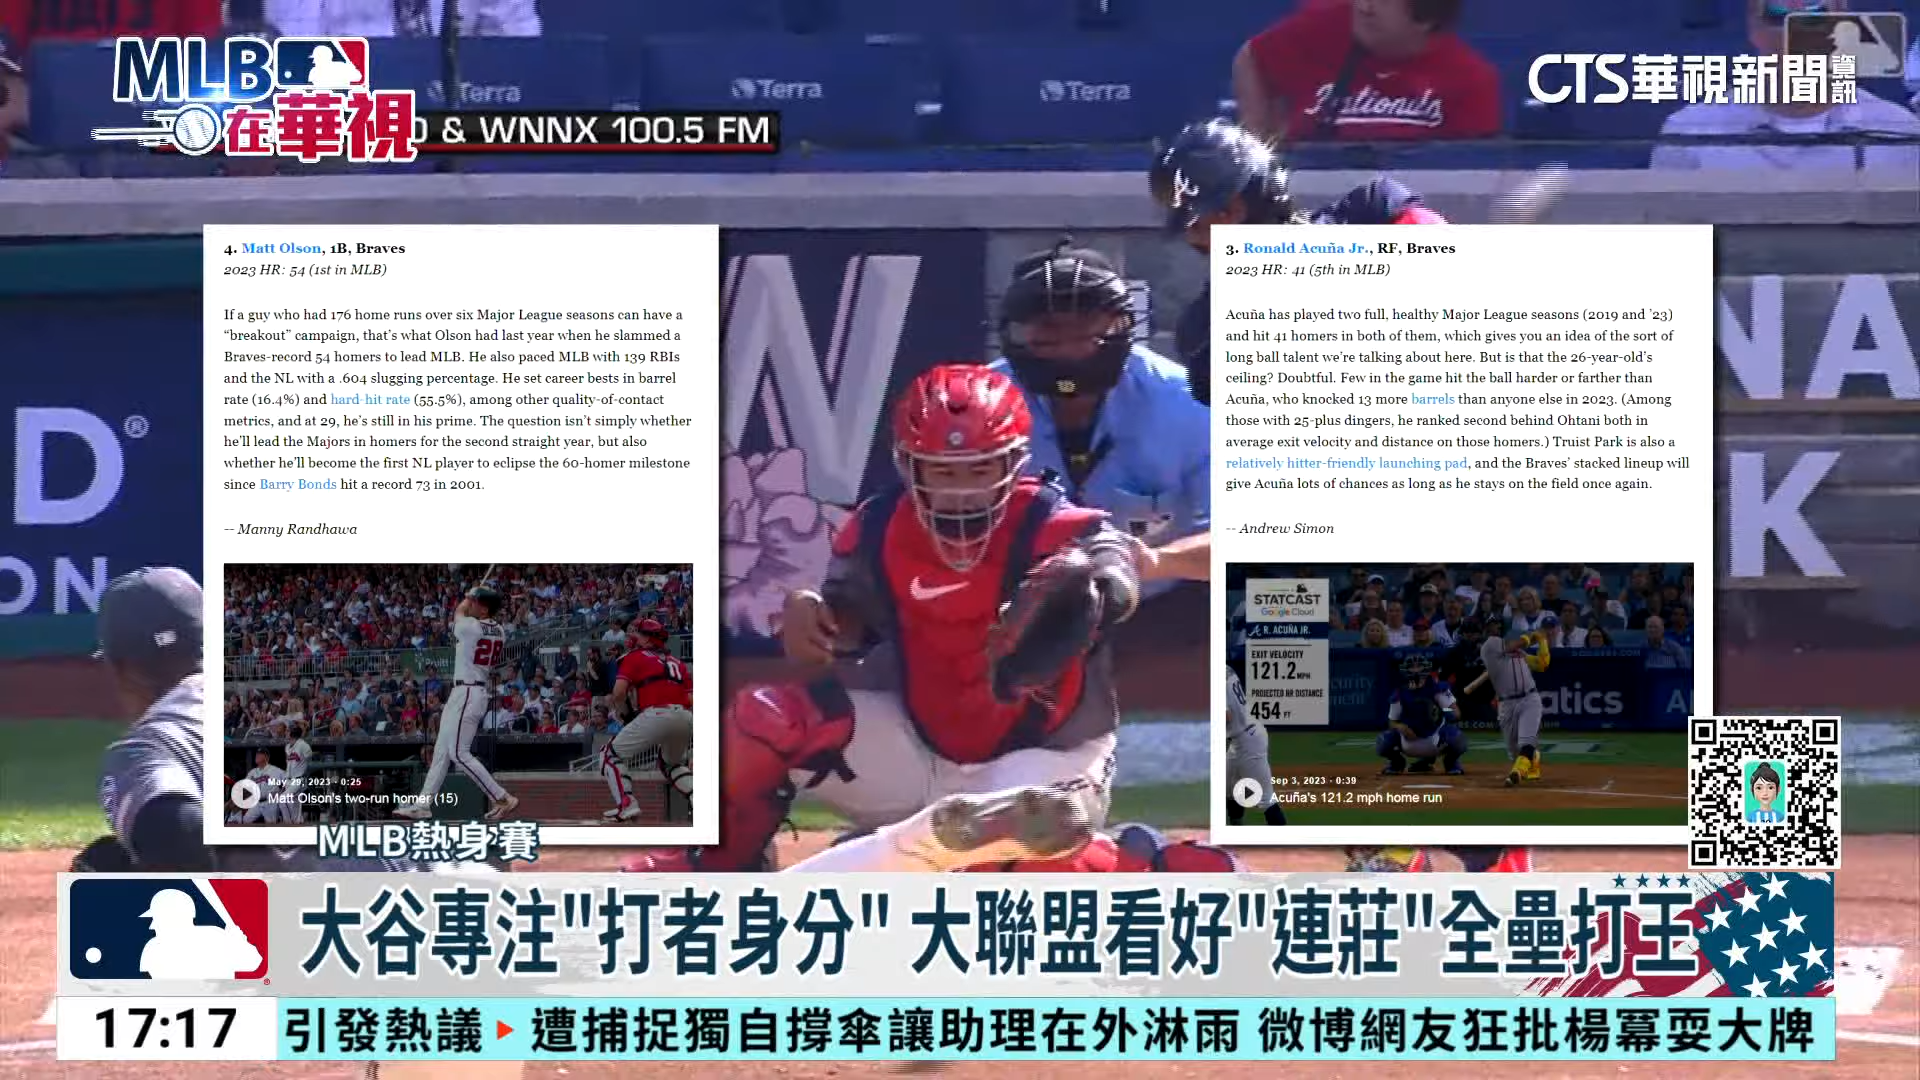 MLB
在華視
& WNNX 100.5 FM
Terra
Terra
Terra
Nationals
CTS華視新聞
資訊
4. Matt Olson, 1B, Braves
2023 HR: 54 (1st in MLB)
If a guy who had 176 home runs over six Major League seasons can have a
“breakout” campaign, that’s what Olson had last year when he slammed a
Braves-record 54 homers to lead MLB. He also paced MLB with 139 RBIs
and the NL with a .604 slugging percentage. He set career bests in barrel
rate (16.4%) and hard-hit rate (55.5%), among other quality-of-contact
metrics, and at 29, he’s still in his prime. The question isn’t simply whether
he’ll lead the Majors in homers for the second straight year, but also
whether he’ll become the first NL player to eclipse the 60-homer milestone
since Barry Bonds hit a record 73 in 2001.
-- Manny Randhawa
May 29, 2023 · 0:25
Matt Olson's two-run homer (15)
3. Ronald Acuña Jr., RF, Braves
2023 HR: 41 (5th in MLB)
Acuña has played two full, healthy Major League seasons (2019 and ’23)
and hit 41 homers in both of them, which gives you an idea of the sort of
long ball talent we’re talking about here. But is that the 26-year-old’s
ceiling? Doubtful. Few in the game hit the ball harder or farther than
Acuña, who knocked 13 more barrels than anyone else in 2023. (Among
those with 25-plus dingers, he ranked second behind Ohtani both in
average exit velocity and distance on those homers.) Truist Park is also a
relatively hitter-friendly launching pad, and the Braves’ stacked lineup will
give Acuña lots of chances as long as he stays on the field once again.
-- Andrew Simon
STATCAST
Google Cloud
R. ACUÑA JR.
EXIT VELOCITY
121.2 MPH
PROJECTED HR DISTANCE
454 FT
Sep 3, 2023 · 0:39
Acuña's 121.2 mph home run
MLB熱身賽
大谷專注"打者身分" 大聯盟看好"連莊"全壘打王
17:17
引發熱議▶遭捕捉獨自撐傘讓助理在外淋雨 微博網友狂批楊冪耍大牌